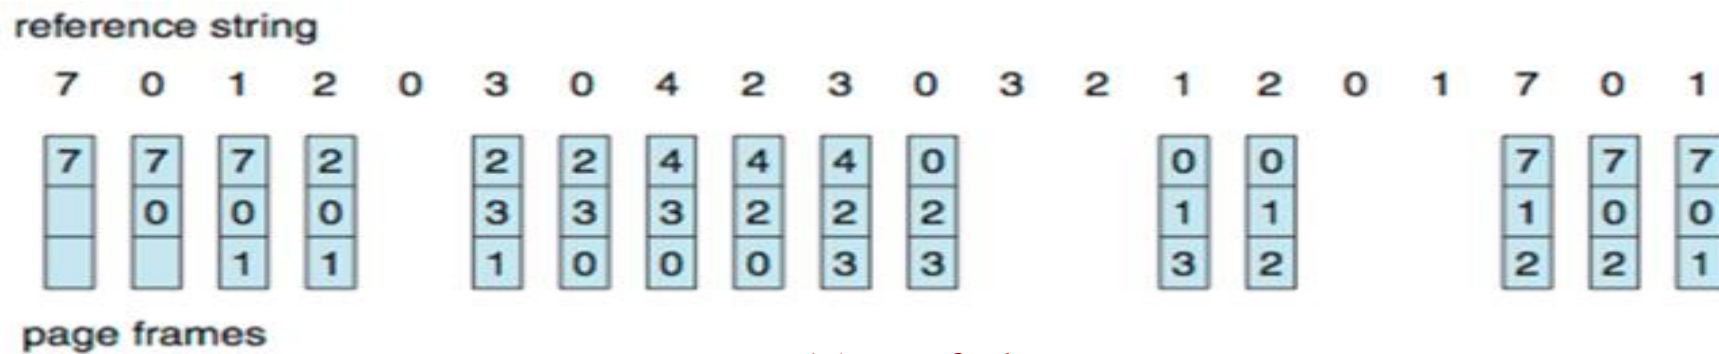 reference string
7 0 1 2 0 3 0 4 2 3 0 3 2 1 2 0 1 7 0 1
7 7 7 2 2 2 4 4 4 0 0 0 7 7 7
0 0 0 3 3 3 2 2 2 1 1 1 0 0
1 1 1 0 0 0 3 3 3 2 2 2 1
page frames